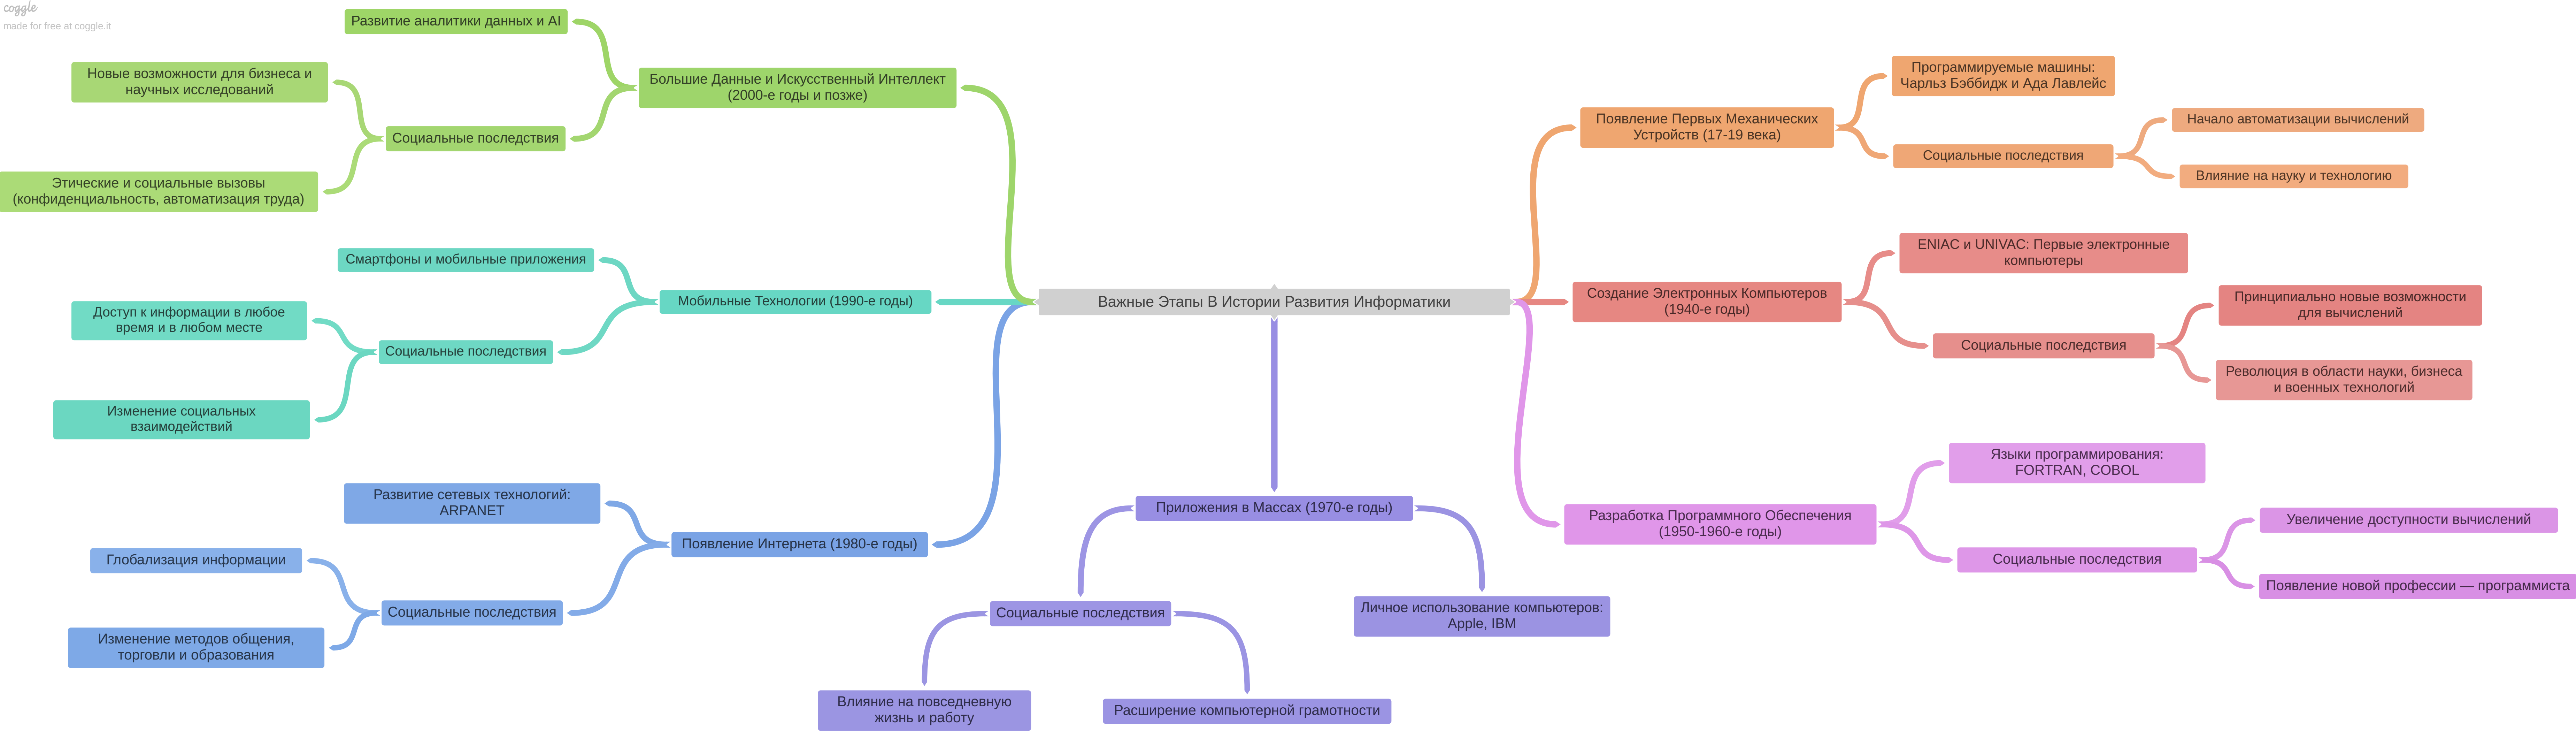 coggle
made for free at coggle.it
Важные Этапы В Истории Развития Информатики
Появление Первых Механических
Устройств (17-19 века)
Программируемые машины:
Чарльз Бэббидж и Ада Лавлейс
Социальные последствия
Начало автоматизации вычислений
Влияние на науку и технологию
Создание Электронных Компьютеров
(1940-е годы)
ENIAC и UNIVAC: Первые электронные
компьютеры
Социальные последствия
Принципиально новые возможности
для вычислений
Революция в области науки, бизнеса
и военных технологий
Разработка Программного Обеспечения
(1950-1960-е годы)
Языки программирования:
FORTRAN, COBOL
Социальные последствия
Увеличение доступности вычислений
Появление новой профессии — программиста
Приложения в Массах (1970-е годы)
Личное использование компьютеров:
Apple, IBM
Социальные последствия
Влияние на повседневную
жизнь и работу
Расширение компьютерной грамотности
Появление Интернета (1980-е годы)
Развитие сетевых технологий:
ARPANET
Социальные последствия
Глобализация информации
Изменение методов общения,
торговли и образования
Мобильные Технологии (1990-е годы)
Смартфоны и мобильные приложения
Социальные последствия
Доступ к информации в любое
время и в любом месте
Изменение социальных
взаимодействий
Большие Данные и Искусственный Интеллект
(2000-е годы и позже)
Развитие аналитики данных и AI
Социальные последствия
Новые возможности для бизнеса и
научных исследований
Этические и социальные вызовы
(конфиденциальность, автоматизация труда)